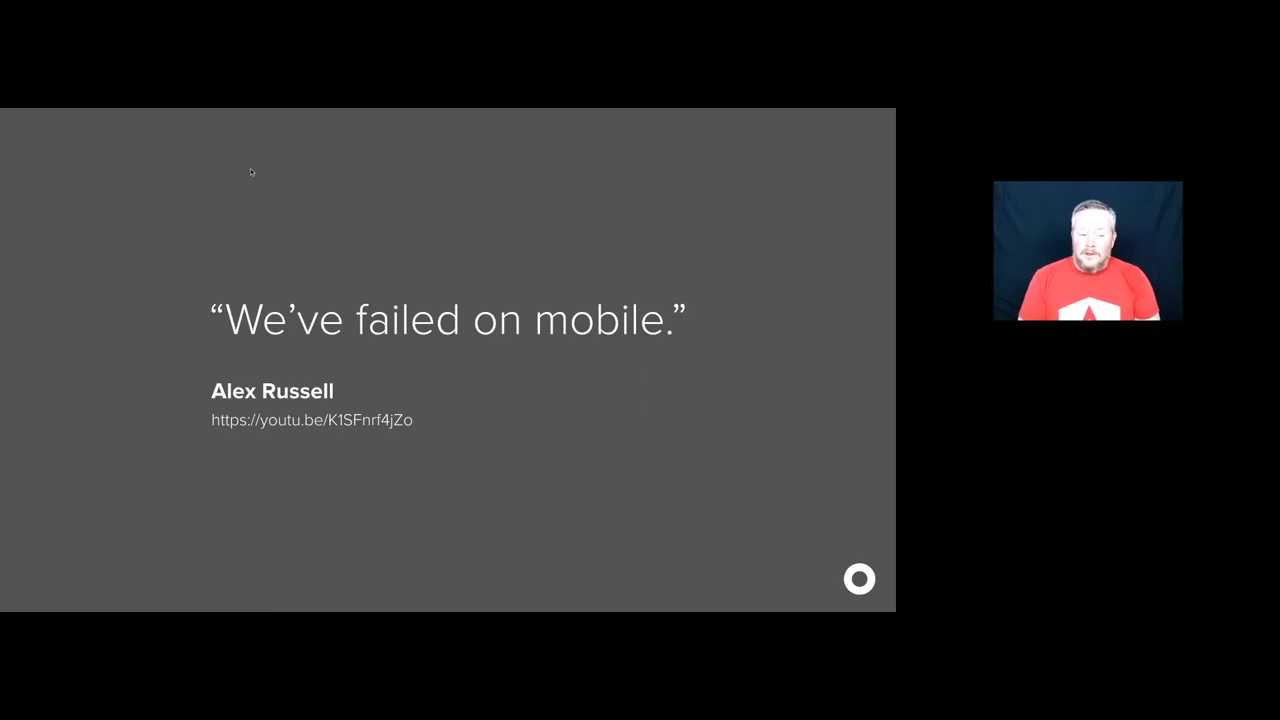 “We’ve failed on mobile.”
Alex Russell
https://youtu.be/K1SFnrf4jZo